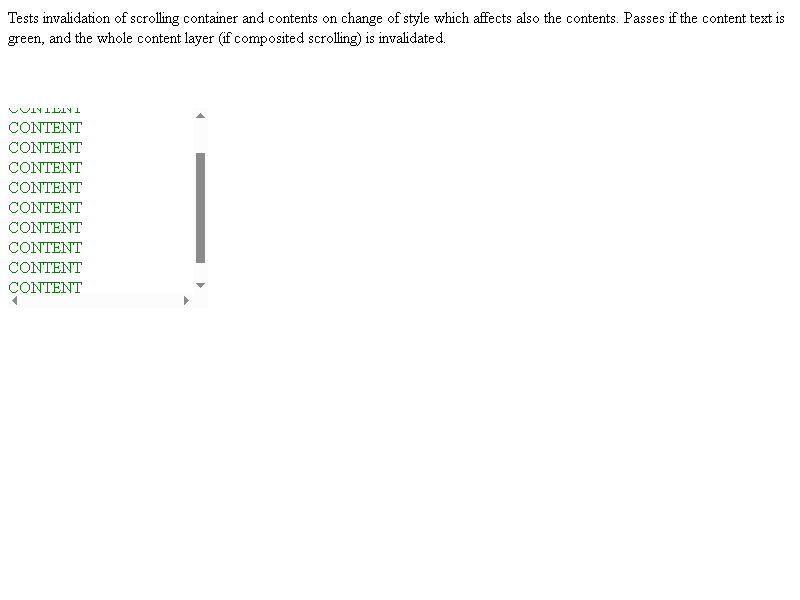 Tests invalidation of scrolling container and contents on change of style which affects also the contents. Passes if the content text is
green, and the whole content layer (if composited scrolling) is invalidated.
CONTENT
CONTENT
CONTENT
CONTENT
CONTENT
CONTENT
CONTENT
CONTENT
CONTENT
CONTENT